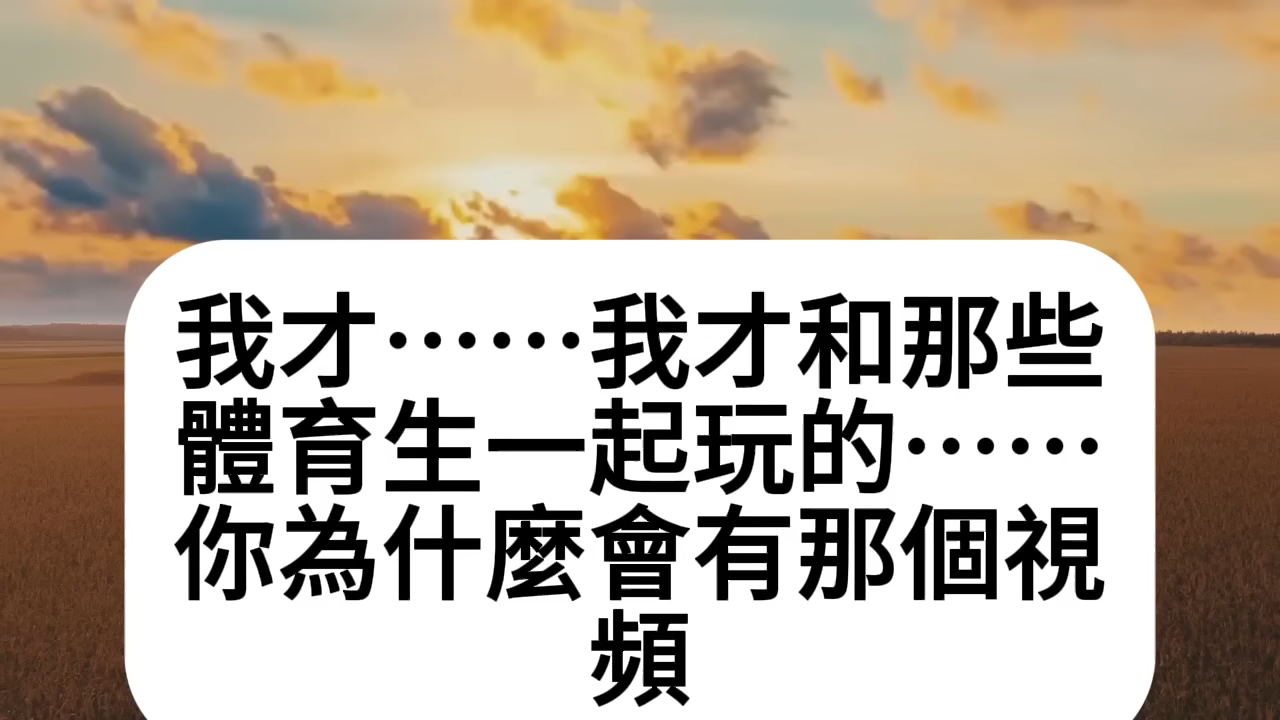 我才⋯⋯我才和那些
體育生一起玩的⋯⋯
你為什麼會有那個視
頻